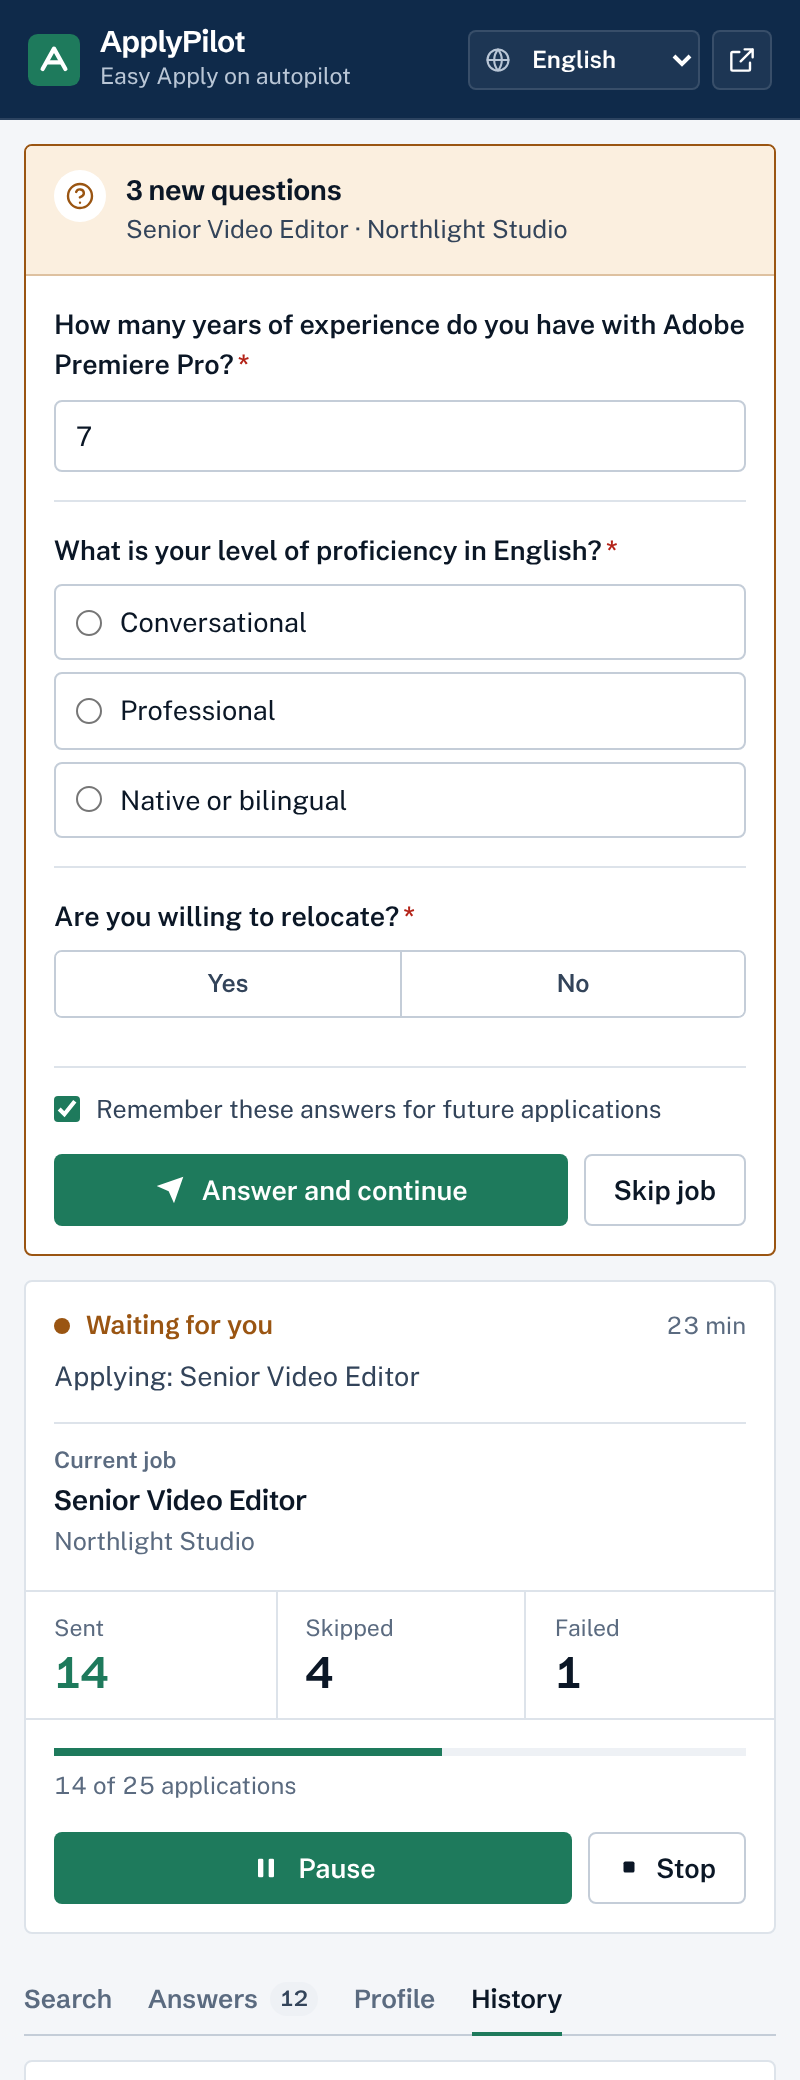 ApplyPilot
Easy Apply on autopilot
English
3 new questions
Senior Video Editor · Northlight Studio
How many years of experience do you have with Adobe
Premiere Pro?*
7
What is your level of proficiency in English?*
Conversational
Professional
Native or bilingual
Are you willing to relocate?*
Yes
No
Remember these answers for future applications
Answer and continue
Skip job
Waiting for you
23 min
Applying: Senior Video Editor
Current job
Senior Video Editor
Northlight Studio
Sent
14
Skipped
4
Failed
1
14 of 25 applications
Pause
Stop
Search
Answers 12
Profile
History